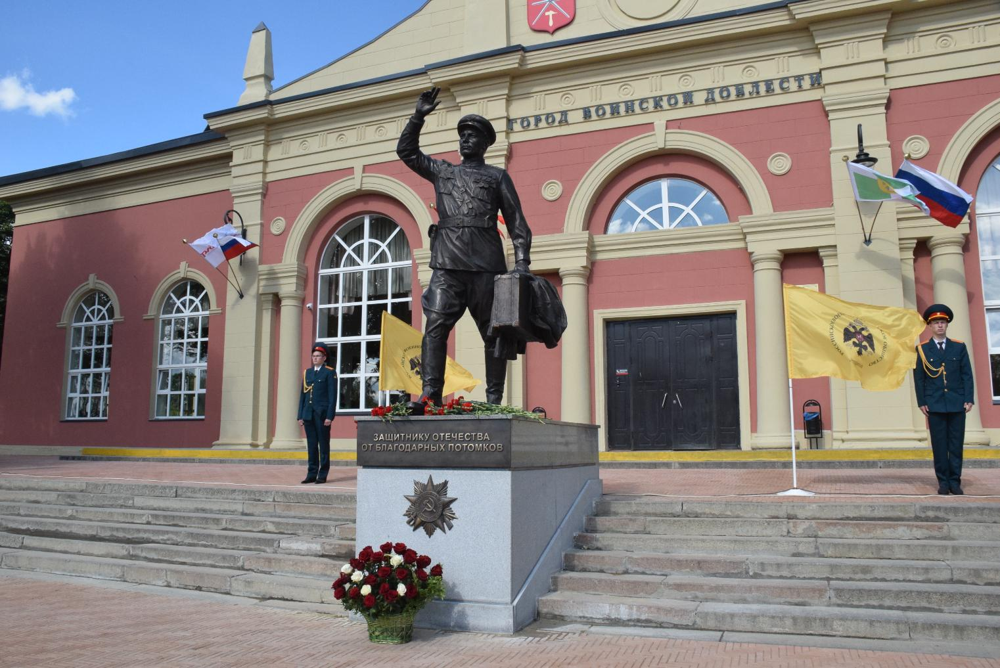 ГОРОД ВОИНСКОЙ ДОБЛЕСТИ
ЗАЩИТНИКУ ОТЕЧЕСТВА
ОТ БЛАГОДАРНЫХ ПОТОМКОВ